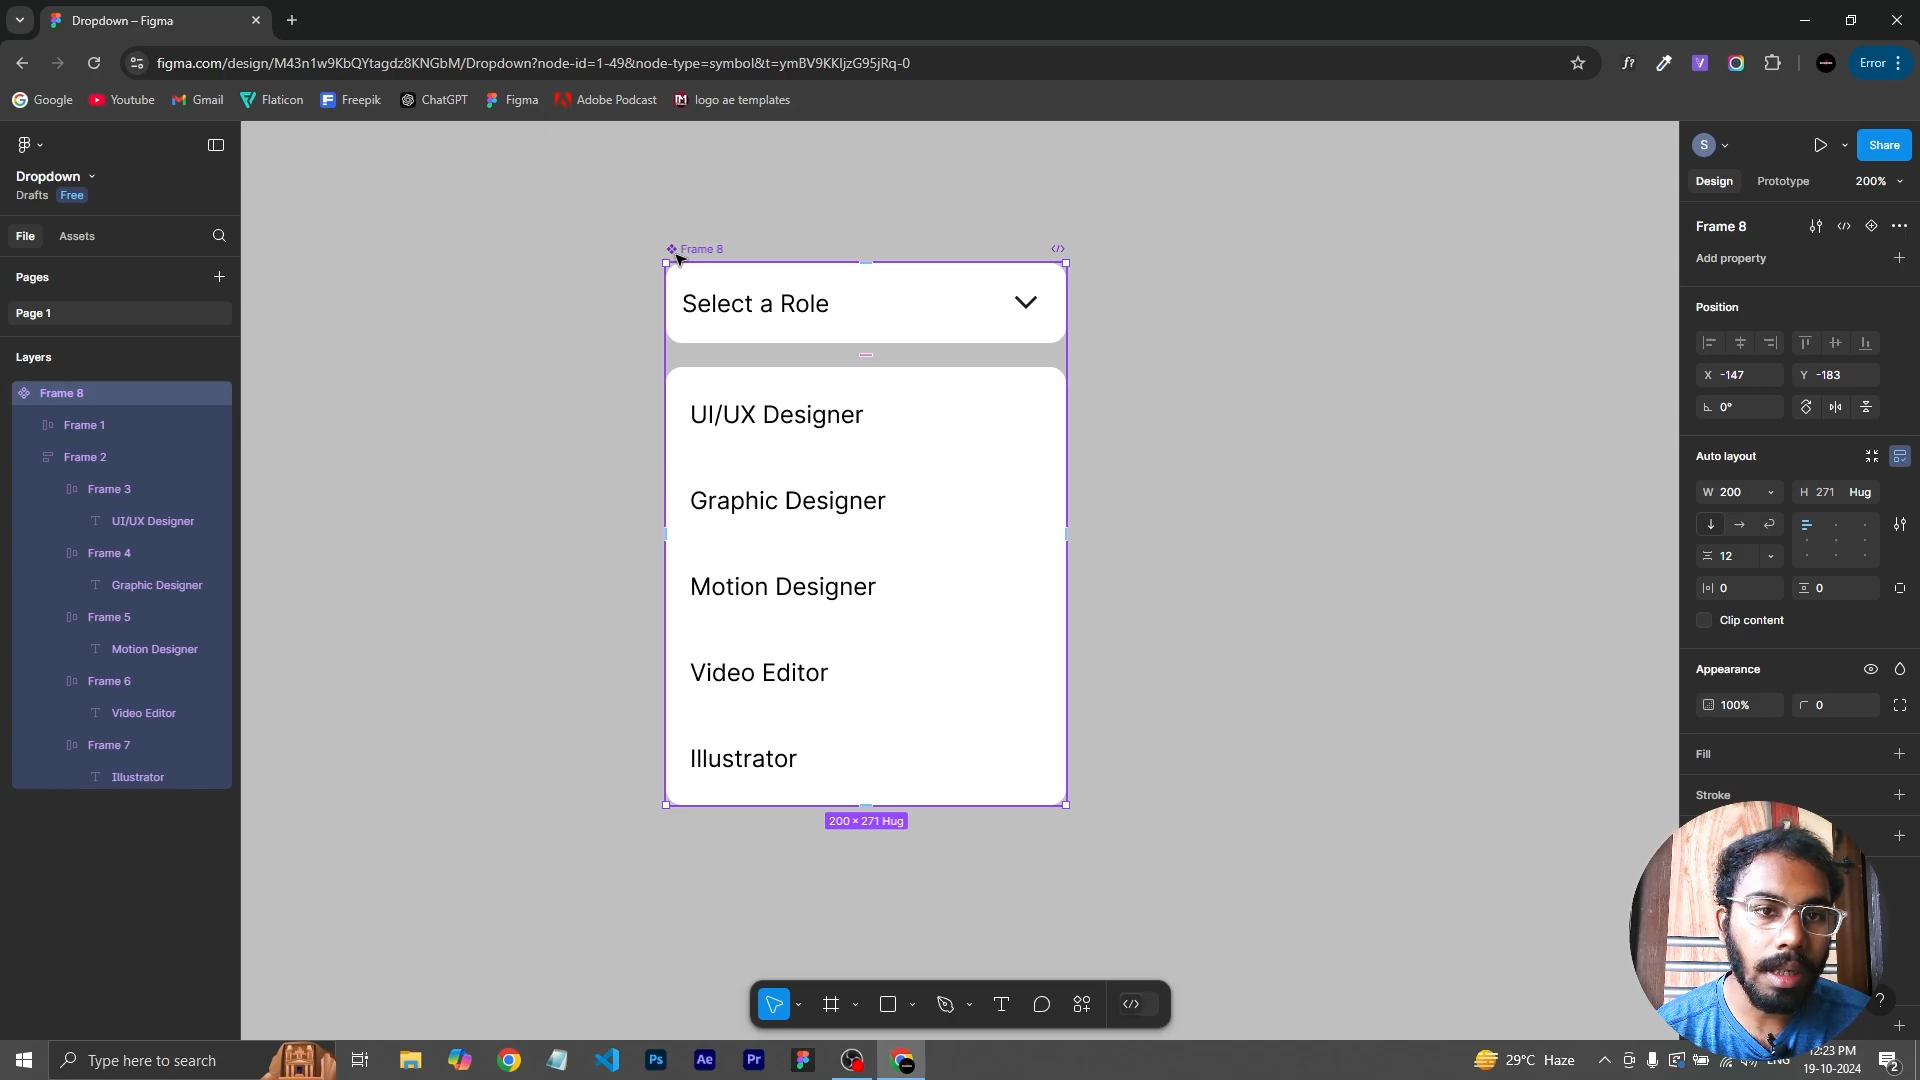 Dropdown – Figma
figma.com/design/M43n1w9KbQYtagdz8KNGbM/Dropdown?node-id=1-49&node-type=symbol&t=ymBV9KKIjzG95jRq-0
f?
Error
Google
Youtube
Gmail
Flaticon
Freepik
ChatGPT
Figma
Adobe Podcast
logo ae templates
Dropdown
Drafts
Free
File
Assets
Pages
Page 1
Layers
Frame 8
Frame 1
Frame 2
Frame 3
UI/UX Designer
Frame 4
Graphic Designer
Frame 5
Motion Designer
Frame 6
Video Editor
Frame 7
Illustrator
Frame 8
Select a Role
UI/UX Designer
Graphic Designer
Motion Designer
Video Editor
Illustrator
200 × 271 Hug
S
Share
Design
Prototype
200%
Frame 8
Add property
Position
X -147
Y -183
0°
Auto layout
W 200
H 271 Hug
12
0
0
Clip content
Appearance
100%
0
Fill
Stroke
?
Type here to search
Ps
Ae
Pr
29°C Haze
ENG
12:23 PM
19-10-2024
2